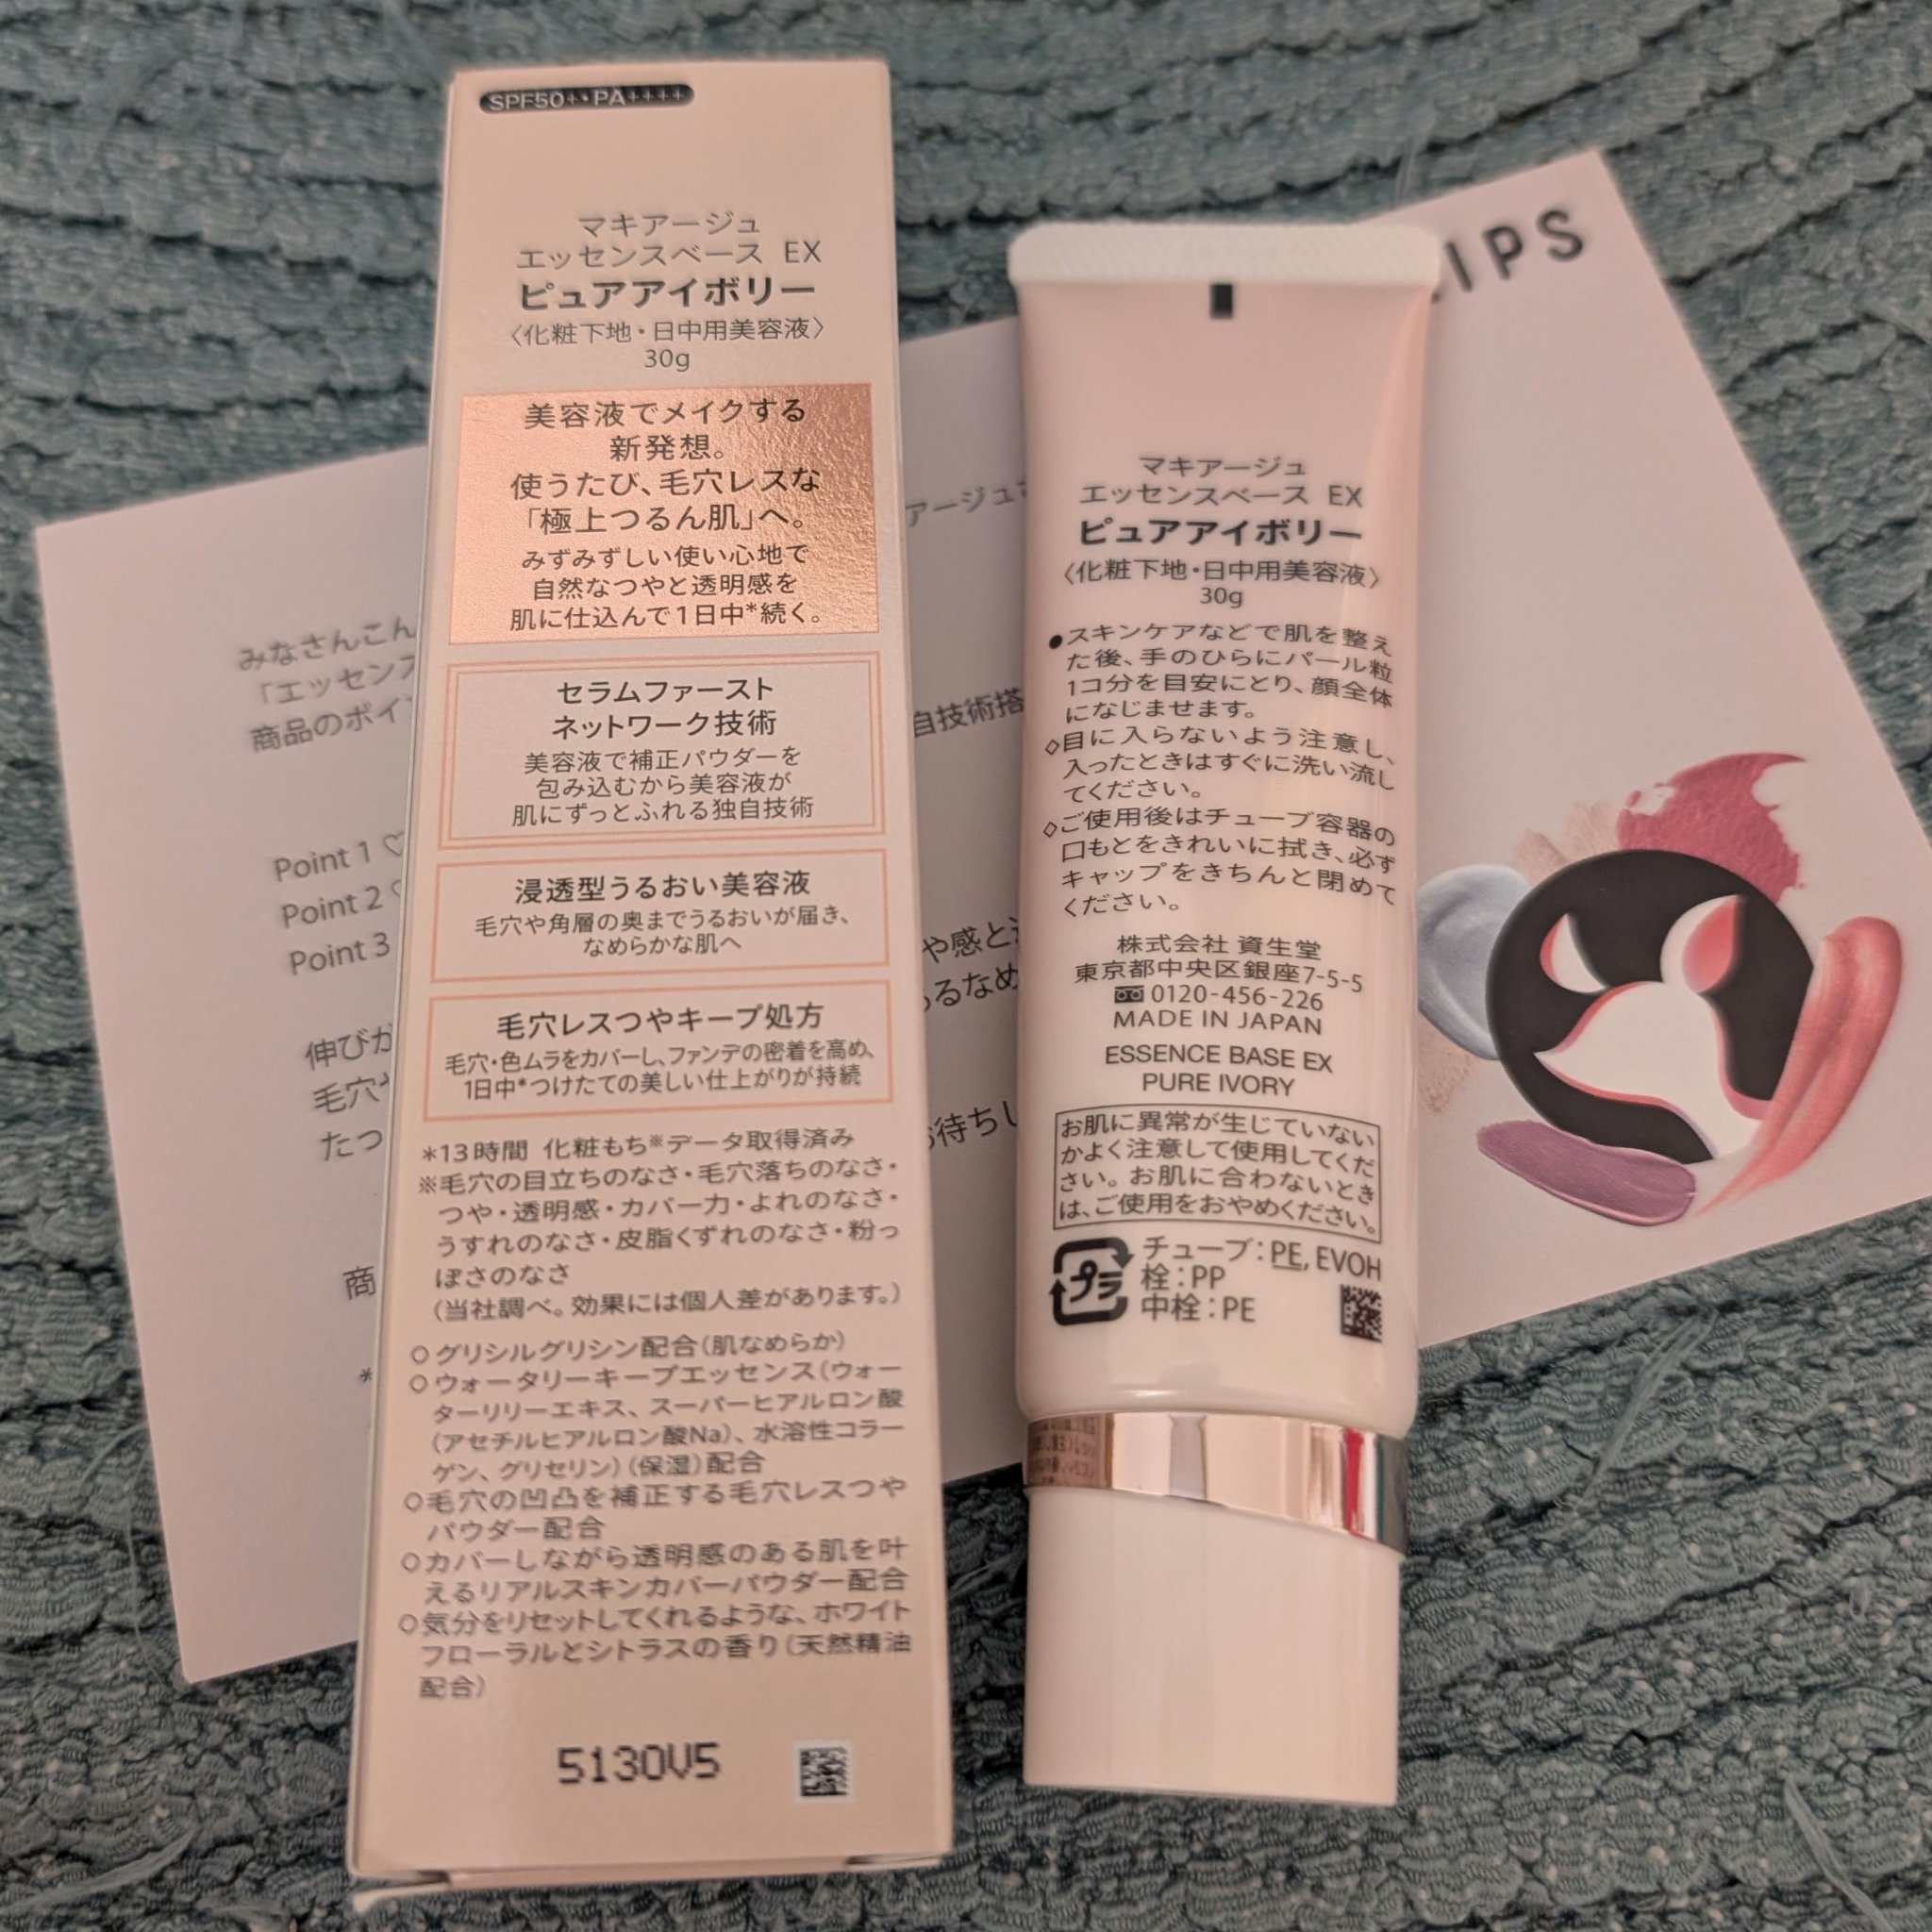 SPF50+・PA++++
マキアージュ
エッセンスベース EX
ピュアアイボリー
〈化粧下地・日中用美容液〉
30g
美容液でメイクする
新発想。
使うたび、毛穴レスな
「極上つるん肌」へ。
みずみずしい使い心地で
自然なつやと透明感を
肌に仕込んで1日中*続く。
セラムファースト
ネットワーク技術
美容液で補正パウダーを
包み込むから美容液が
肌にずっとふれる独自技術
浸透型うるおい美容液
毛穴や角層の奥までうるおいが届き、
なめらかな肌へ
毛穴レスつやキープ処方
毛穴・色ムラをカバーし、ファンデの密着を高め、
1日中*つけたての美しい仕上がりが持続
*13時間 化粧もち※データ取得済み
※毛穴の目立ちのなさ・毛穴落ちのなさ・
つや・透明感・カバー力・よれのなさ・
うすれのなさ・皮脂くずれのなさ・粉っ
ぽさのなさ
(当社調べ。効果には個人差があります。)
○グリシルグリシン配合(肌なめらか)
○ウォータリーキープエッセンス(ウォー
ターリリーエキス、スーパーヒアルロン酸
(アセチルヒアルロン酸Na)、水溶性コラー
ゲン、グリセリン)(保湿)配合
○毛穴の凹凸を補正する毛穴レスつや
パウダー配合
○カバーしながら透明感のある肌を叶
えるリアルスキンカバーパウダー配合
○気分をリセットしてくれるような、ホワイト
フローラルとシトラスの香り(天然精油
配合)
5130V5
マキアージュ
エッセンスベース EX
ピュアアイボリー
〈化粧下地・日中用美容液〉
30g
●スキンケアなどで肌を整え
た後、手のひらにパール粒
1コ分を目安にとり、顔全体
になじませます。
◇目に入らないよう注意し、
入ったときはすぐに洗い流し
てください。
◇ご使用後はチューブ容器の
口もとをきれいに拭き、必ず
キャップをきちんと閉めて
ください。
株式会社 資生堂
東京都中央区銀座7-5-5
0120-456-226
MADE IN JAPAN
ESSENCE BASE EX
PURE IVORY
お肌に異常が生じていない
かよく注意して使用してくだ
さい。お肌に合わないとき
は、ご使用をおやめください。
プラ
チューブ:PE, EVOH
栓:PP
中栓:PE
IPS
みなさんこん
「エッセンス
商品のポイ
Point 1 ♡
Point 2
Point 3
伸びが
毛穴
たっ
商
*
アージュ
自技術搭
や感と
るなめ
待ちし